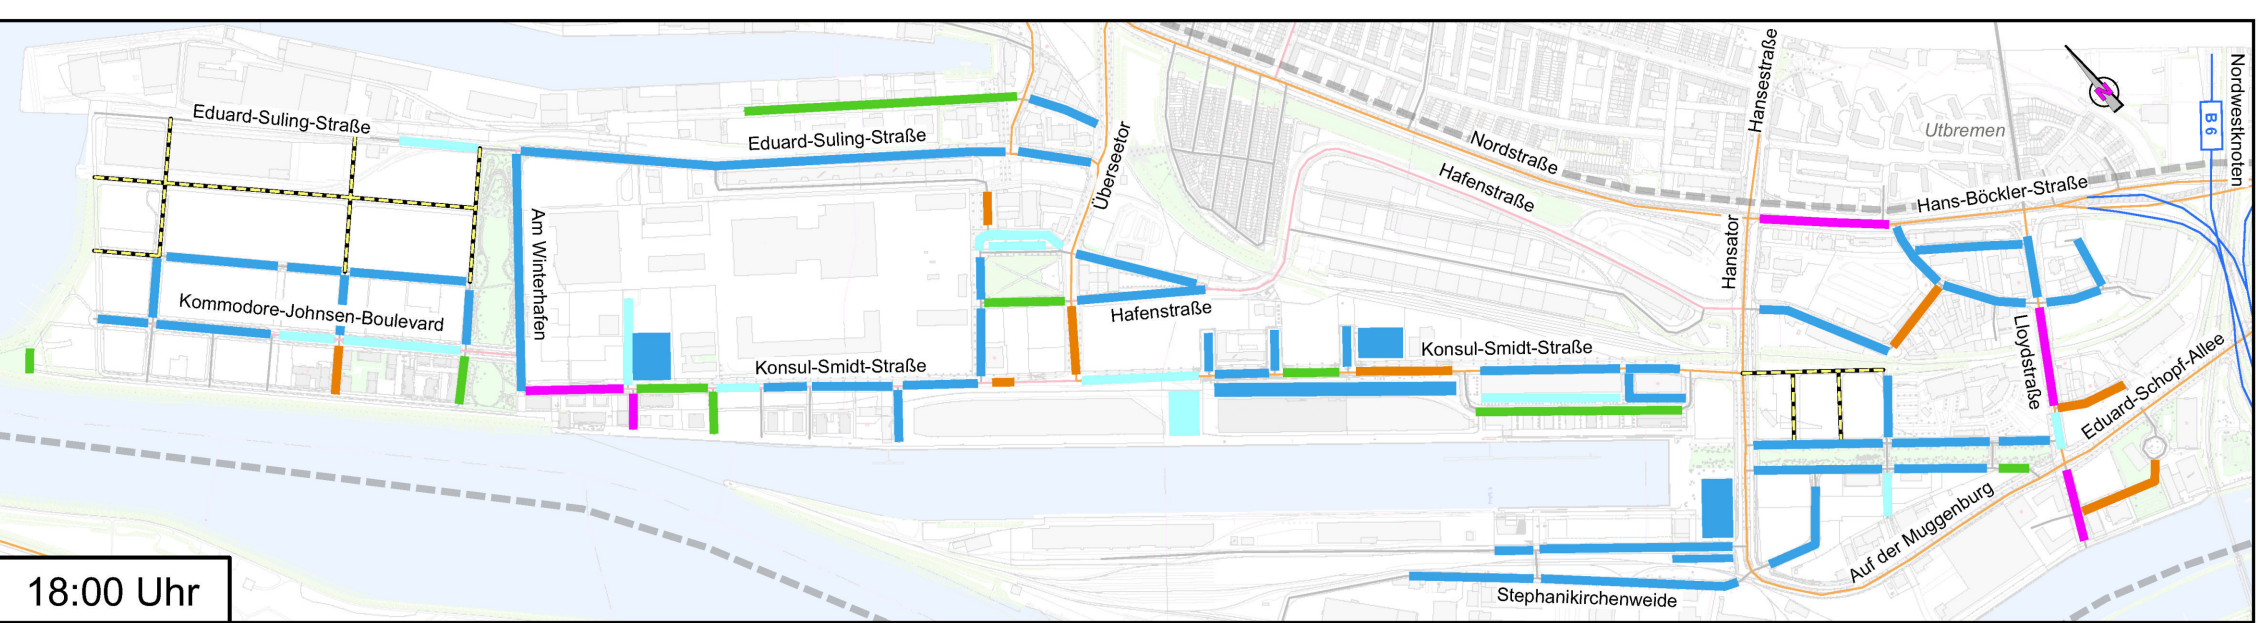 Eduard-Suling-Straße
Eduard-Suling-Straße
Überseetor
Nordstraße
Hafenstraße
Hansestraße
Hansator
Utbremen
Hans-Böckler-Straße
B 6
Nordwestknoten
N
Am Winterhafen
Kommodore-Johnsen-Boulevard
Hafenstraße
Konsul-Smidt-Straße
Konsul-Smidt-Straße
Lloydstraße
Eduard-Schopf-Allee
Auf der Muggenburg
Stephanikirchenweide
18:00 Uhr